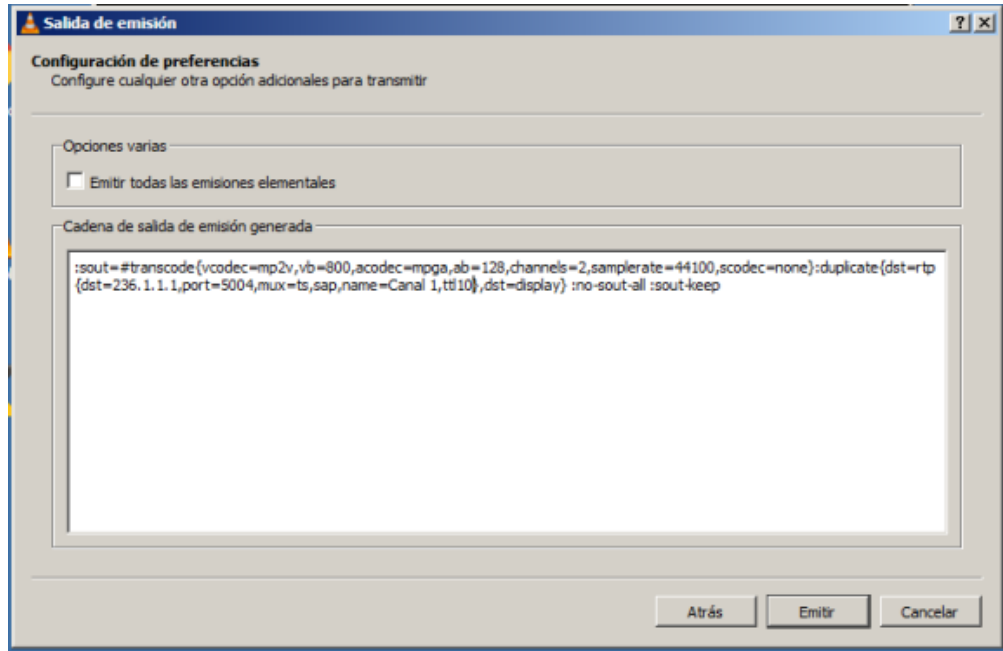 Salida de emisión
Configuración de preferencias
Configure cualquier otra opción adicionales para transmitir
Opciones varias
Emitir todas las emisiones elementales
Cadena de salida de emisión generada
:sout=#transcode{vcodec=mp2v,vb=800,acodec=mpga,ab=128,channels=2,samplerate=44100,scodec=none}:duplicate{dst=rtp
{dst=236.1.1.1,port=5004,mux=ts,sap,name=Canal 1,ttl10},dst=display} :no-sout-all :sout-keep
Atrás
Emitir
Cancelar